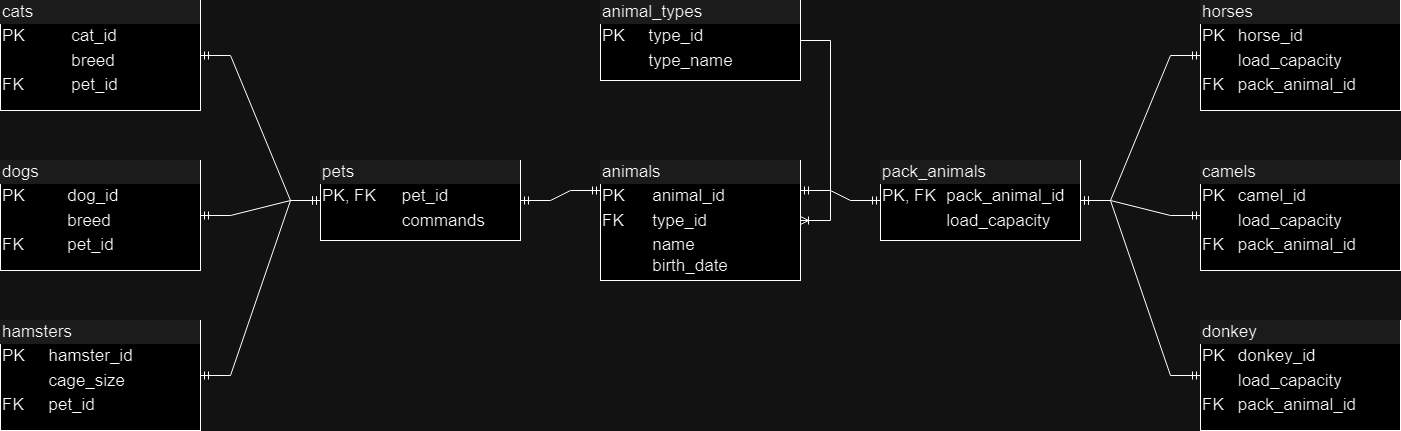 cats
PK cat_id
breed
FK pet_id
dogs
PK dog_id
breed
FK pet_id
hamsters
PK hamster_id
cage_size
FK pet_id
pets
PK, FK pet_id
commands
animal_types
PK type_id
type_name
animals
PK animal_id
FK type_id
name
birth_date
pack_animals
PK, FK pack_animal_id
load_capacity
horses
PK horse_id
load_capacity
FK pack_animal_id
camels
PK camel_id
load_capacity
FK pack_animal_id
donkey
PK donkey_id
load_capacity
FK pack_animal_id